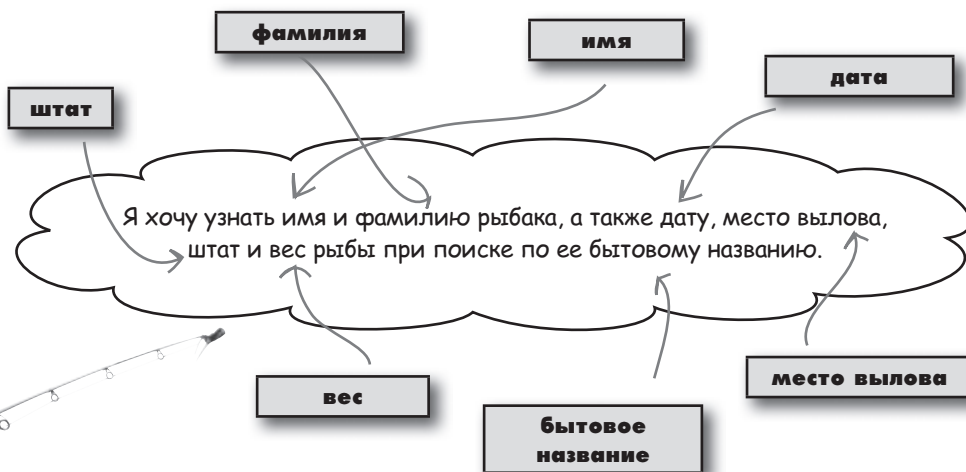 фамилия
имя
дата
штат
Я хочу узнать имя и фамилию рыбака, а также дату, место вылова,
штат и вес рыбы при поиске по ее бытовому названию.
место вылова
вес
бытовое
название